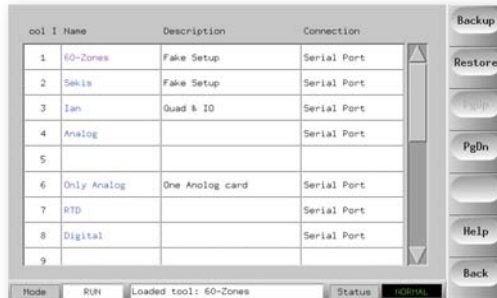 ool I Name Description Connection
1 60-Zones Fake Setup Serial Port
2 Sekis Fake Setup Serial Port
3 Ian Quad & IO Serial Port
4 Analog Serial Port
5
6 Only Analog One Anolog card Serial Port
7 RTD Serial Port
8 Digital Serial Port
9
Backup
Restore
PgUp
PgDn
Help
Back
Mode RUN Loaded tool: 60-Zones Status NORMAL